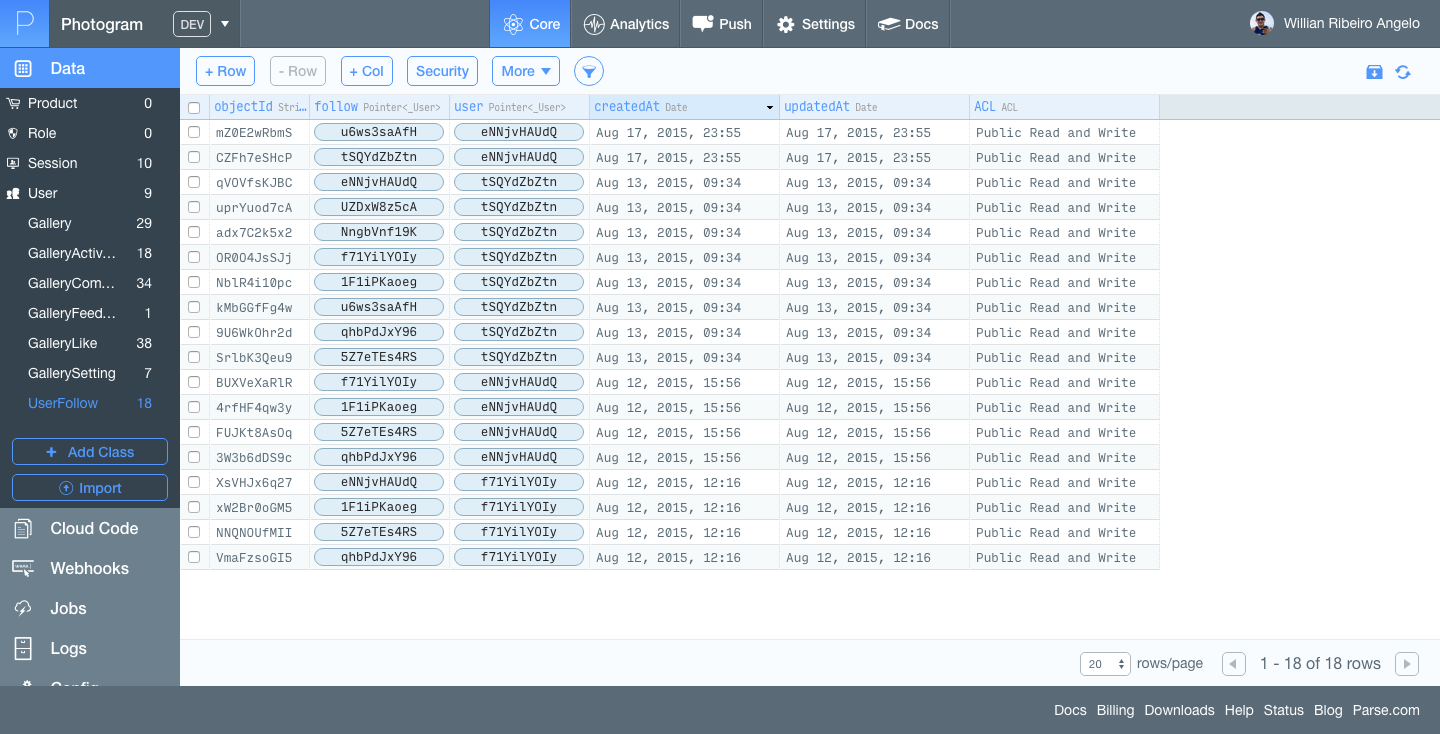 P Photogram DEV Core Analytics Push Settings Docs Willian Ribeiro Angelo
Data
+ Row - Row + Col Security More
Product 0
Role 0
Session 10
User 9
Gallery 29
GalleryActiv... 18
GalleryCom... 34
GalleryFeed... 1
GalleryLike 38
GallerySetting 7
UserFollow 18
+ Add Class
Import
Cloud Code
Webhooks
Jobs
Logs
Config
objectId Stri... follow Pointer<_User> user Pointer<_User> createdAt Date updatedAt Date ACL ACL
mZ0E2wRbmS u6ws3saAfH eNNjvHAUdQ Aug 17, 2015, 23:55 Aug 17, 2015, 23:55 Public Read and Write
CZFh7eSHcP tSQYdZbZtn eNNjvHAUdQ Aug 17, 2015, 23:55 Aug 17, 2015, 23:55 Public Read and Write
qVOVfsKJBC eNNjvHAUdQ tSQYdZbZtn Aug 13, 2015, 09:34 Aug 13, 2015, 09:34 Public Read and Write
uprYuod7cA UZDxW8z5cA tSQYdZbZtn Aug 13, 2015, 09:34 Aug 13, 2015, 09:34 Public Read and Write
adx7C2k5x2 NngbVnf19K tSQYdZbZtn Aug 13, 2015, 09:34 Aug 13, 2015, 09:34 Public Read and Write
OR0O4JsSJj f71YilYOIy tSQYdZbZtn Aug 13, 2015, 09:34 Aug 13, 2015, 09:34 Public Read and Write
NblR4i10pc 1F1iPKaoeg tSQYdZbZtn Aug 13, 2015, 09:34 Aug 13, 2015, 09:34 Public Read and Write
kMbGGfFg4w u6ws3saAfH tSQYdZbZtn Aug 13, 2015, 09:34 Aug 13, 2015, 09:34 Public Read and Write
9U6WkOhr2d qhbPdJxY96 tSQYdZbZtn Aug 13, 2015, 09:34 Aug 13, 2015, 09:34 Public Read and Write
SrlbK3Qeu9 5Z7eTEs4RS tSQYdZbZtn Aug 13, 2015, 09:34 Aug 13, 2015, 09:34 Public Read and Write
BUXVeXaRlR f71YilYOIy eNNjvHAUdQ Aug 12, 2015, 15:56 Aug 12, 2015, 15:56 Public Read and Write
4rfHF4qw3y 1F1iPKaoeg eNNjvHAUdQ Aug 12, 2015, 15:56 Aug 12, 2015, 15:56 Public Read and Write
FUJKt8AsOq 5Z7eTEs4RS eNNjvHAUdQ Aug 12, 2015, 15:56 Aug 12, 2015, 15:56 Public Read and Write
3W3b6dDS9c qhbPdJxY96 eNNjvHAUdQ Aug 12, 2015, 15:56 Aug 12, 2015, 15:56 Public Read and Write
XsVHJx6q27 eNNjvHAUdQ f71YilYOIy Aug 12, 2015, 12:16 Aug 12, 2015, 12:16 Public Read and Write
xW2Br0oGM5 1F1iPKaoeg f71YilYOIy Aug 12, 2015, 12:16 Aug 12, 2015, 12:16 Public Read and Write
NNQNOUfMII 5Z7eTEs4RS f71YilYOIy Aug 12, 2015, 12:16 Aug 12, 2015, 12:16 Public Read and Write
VmaFzsoGI5 qhbPdJxY96 f71YilYOIy Aug 12, 2015, 12:16 Aug 12, 2015, 12:16 Public Read and Write
20 rows/page 1 - 18 of 18 rows
Docs Billing Downloads Help Status Blog Parse.com